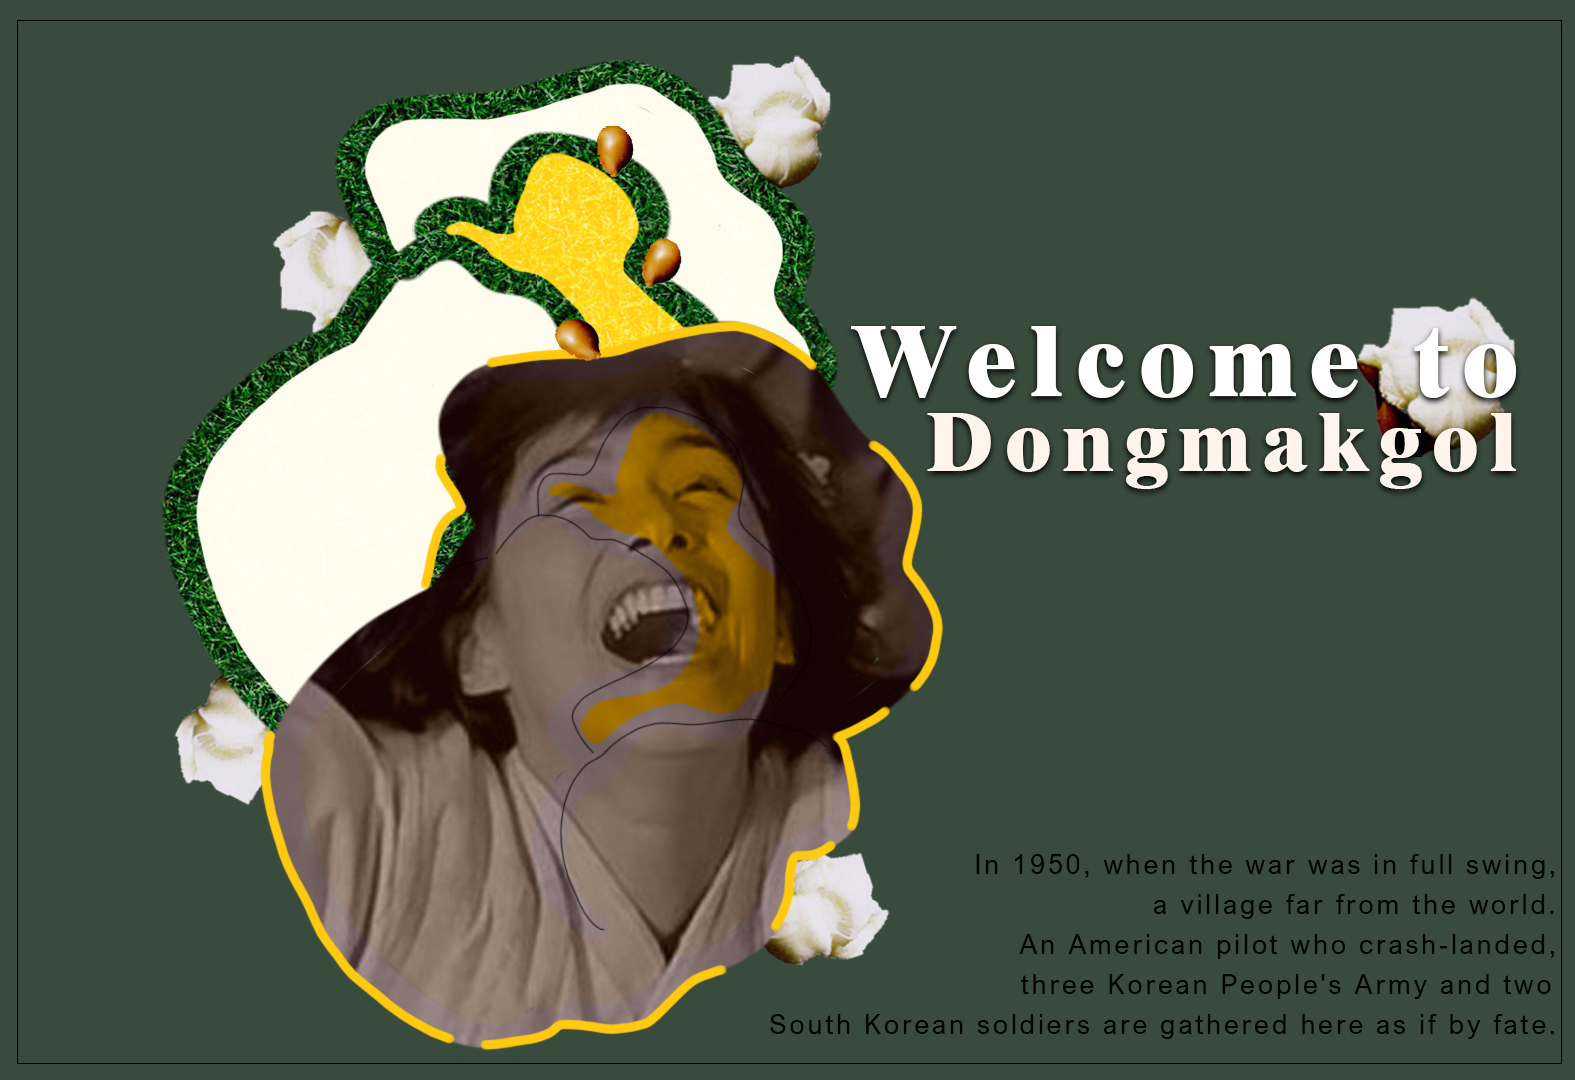 Welcome to
Dongmakgol
In 1950, when the war was in full swing,
a village far from the world.
An American pilot who crash-landed,
three Korean People's Army and two
South Korean soldiers are gathered here as if by fate.